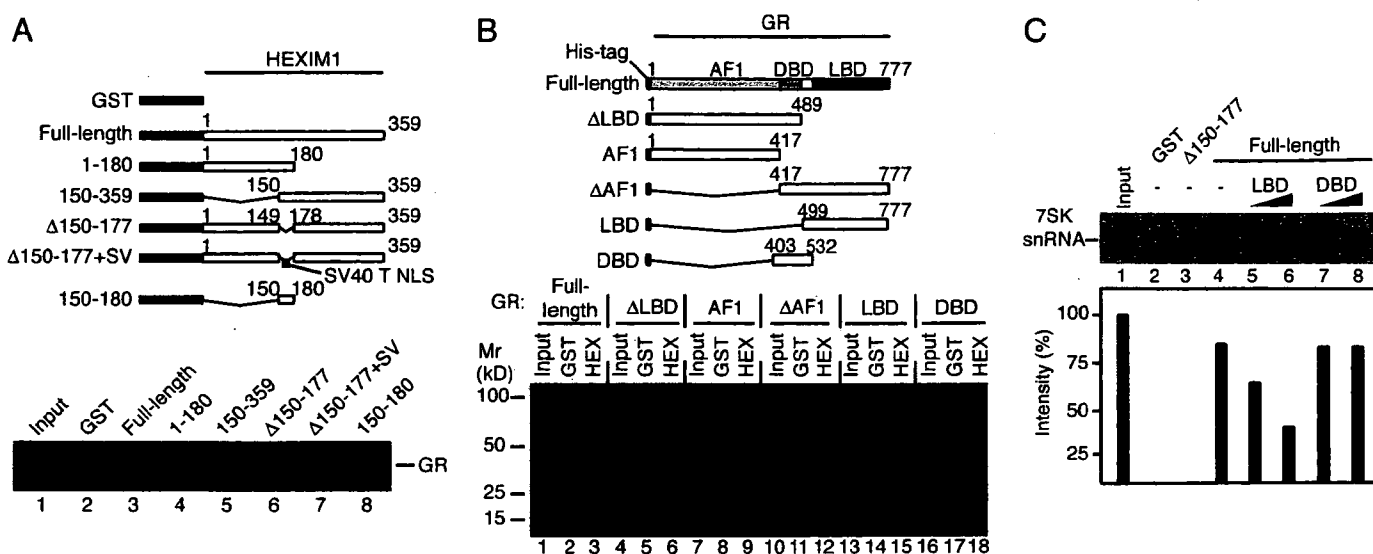 A
HEXIM1
GST
Full-length 1 359
1-180 1 180
150-359 150 359
Δ150-177 1 149 178 359
Δ150-177+SV 1 359
SV40 T NLS
150-180 150 180
Input GST Full-length 1-180 150-359 Δ150-177 Δ150-177+SV 150-180
GR
1 2 3 4 5 6 7 8
B
GR
His-tag
1 AF1 DBD LBD 777
Full-length
ΔLBD 1 489
AF1 1 417
ΔAF1 417 777
LBD 499 777
DBD 403 532
GR: Full-length ΔLBD AF1 ΔAF1 LBD DBD
Mr (kD)
Input GST HEX Input GST HEX Input GST HEX Input GST HEX Input GST HEX Input GST HEX
100
50
25
15
1 2 3 4 5 6 7 8 9 10 11 12 13 14 15 16 17 18
C
Input GST Δ150-177 Full-length
- - - LBD DBD
7SK
snRNA
1 2 3 4 5 6 7 8
Intensity (%)
100
75
50
25